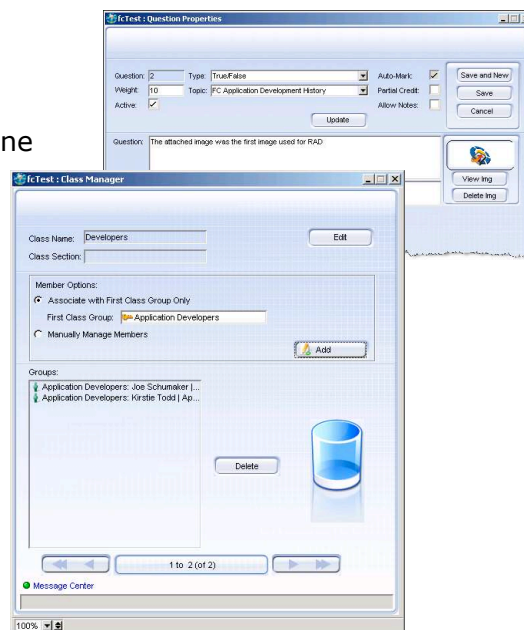 fcTest : Question Properties
Question: 2 Type: True/False Auto-Mark: Save and New
Weight: 10 Topic: FC Application Development History Partial Credit: Save
Active: Allow Notes: Cancel
Update
Question: The attached image was the first image used for RAD
View Img
Delete Img
ne
fcTest : Class Manager
Class Name: Developers Edit
Class Section:
Member Options:
Associate with First Class Group Only
First Class Group: Application Developers
Manually Manage Members
Add
Groups:
Application Developers: Joe Schumaker |...
Application Developers: Kirstie Todd | Ap...
Delete
1 to 2 (of 2)
Message Center
100%